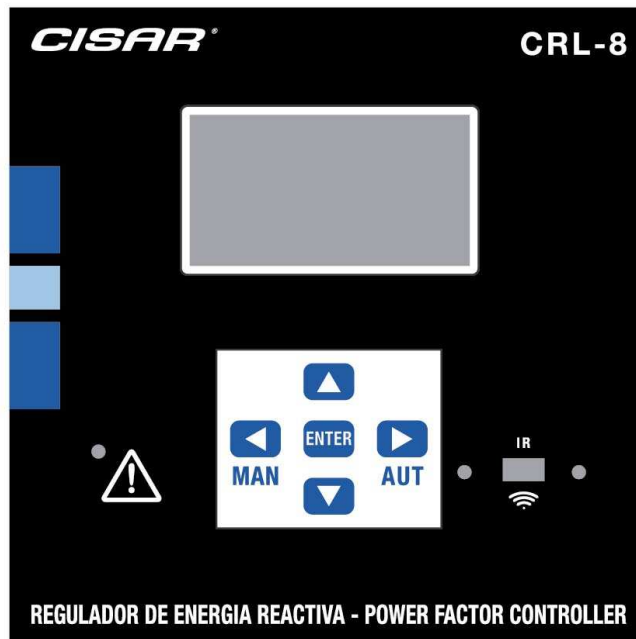 CISAR®
CRL-8
ENTER
MAN
AUT
IR
REGULADOR DE ENERGIA REACTIVA - POWER FACTOR CONTROLLER